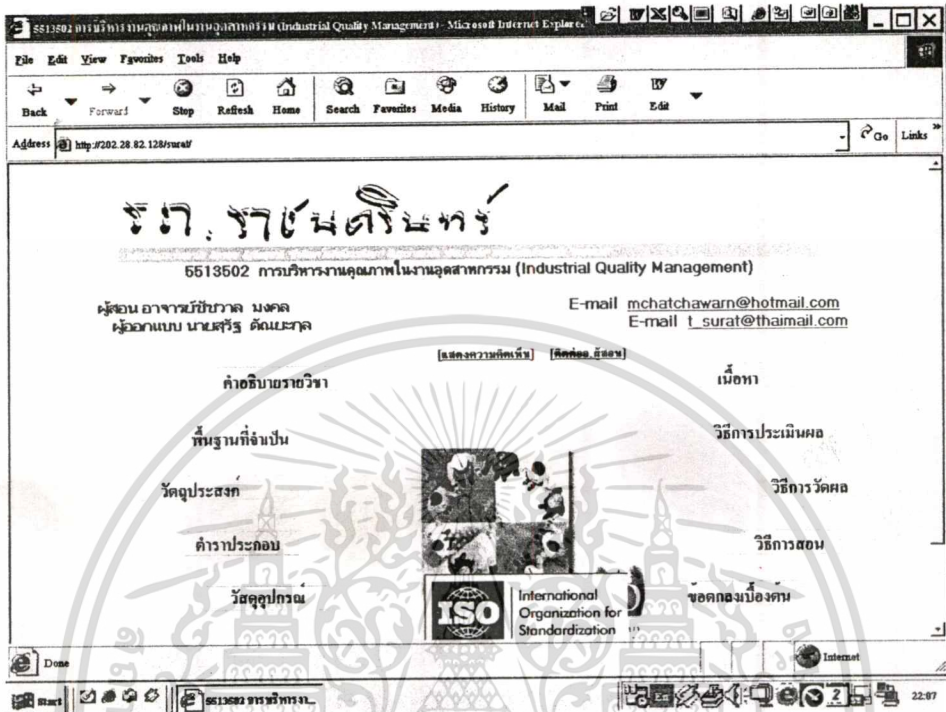 5513502 การบริหารงานคุณภาพในงานอุตสาหกรรม (Industrial Quality Management) - Microsoft Internet Explorer
File Edit View Favorites Tools Help
Back Forward Stop Refresh Home Search Favorites Media History Mail Print Edit
Address http://202.28.82.128/surat/ Go Links »
รภ. ราชนครินทร์
5513502 การบริหารงานคุณภาพในงานอุตสาหกรรม (Industrial Quality Management)
ผู้สอน อาจารย์ชัชวาล มงคล E-mail mchatchawarn@hotmail.com
ผู้ออกแบบ นายสุรัฐ E-mail t_surat@thaimail.com
[แสดงความคิดเห็น] [ติดต่ออ.ผู้สอน]
คำอธิบายรายวิชา เนื้อหา
พื้นฐานที่จำเป็น วิธีการประเมินผล
วัตถุประสงค์ วิธีการวัดผล
ตำราประกอบ วิธีการสอน
วัสดุอุปกรณ์ ข้อตกลงเบื้องต้น
ISO International
Organization for
Standardization
Done Internet
Start 5513502 การบริหารงา... 22:07